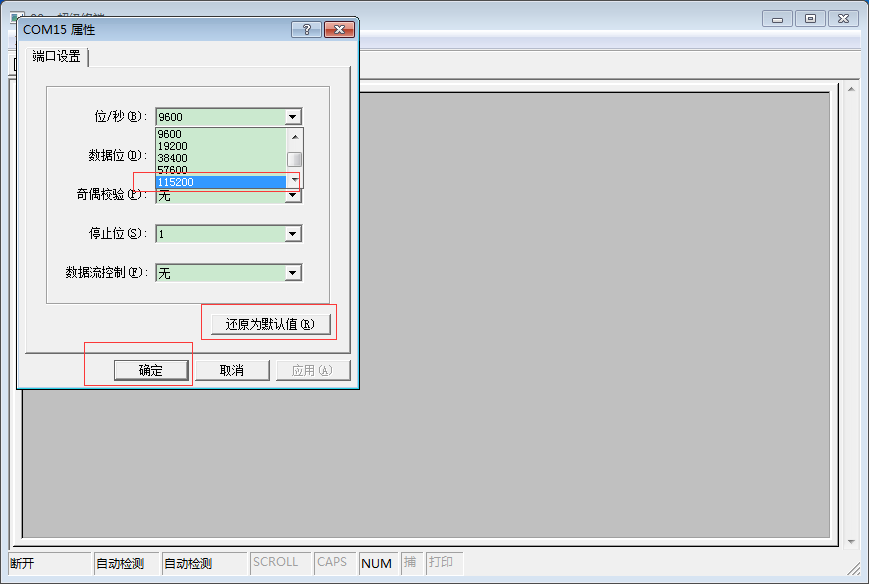 COM15 属性
端口设置
位/秒(B):
9600
9600
19200
38400
57600
115200
数据位(D):
奇偶校验(P):
无
停止位(S):
1
数据流控制(F):
无
还原为默认值(R)
确定
取消
应用(A)
断开
自动检测
自动检测
SCROLL
CAPS
NUM
捕
打印